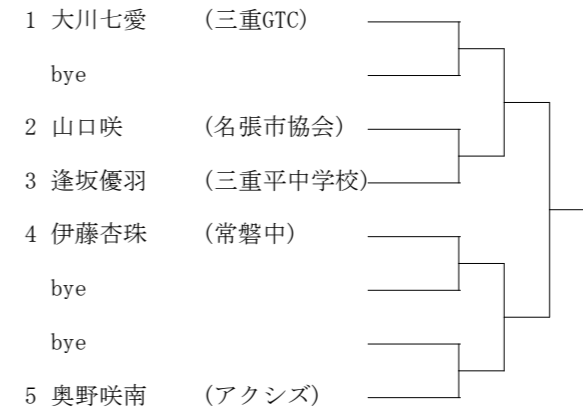 1 大川七愛 (三重GTC)
bye
2 山口咲 (名張市協会)
3 逢坂優羽 (三重平中学校)
4 伊藤杏珠 (常磐中)
bye
bye
5 奥野咲南 (アクシズ)